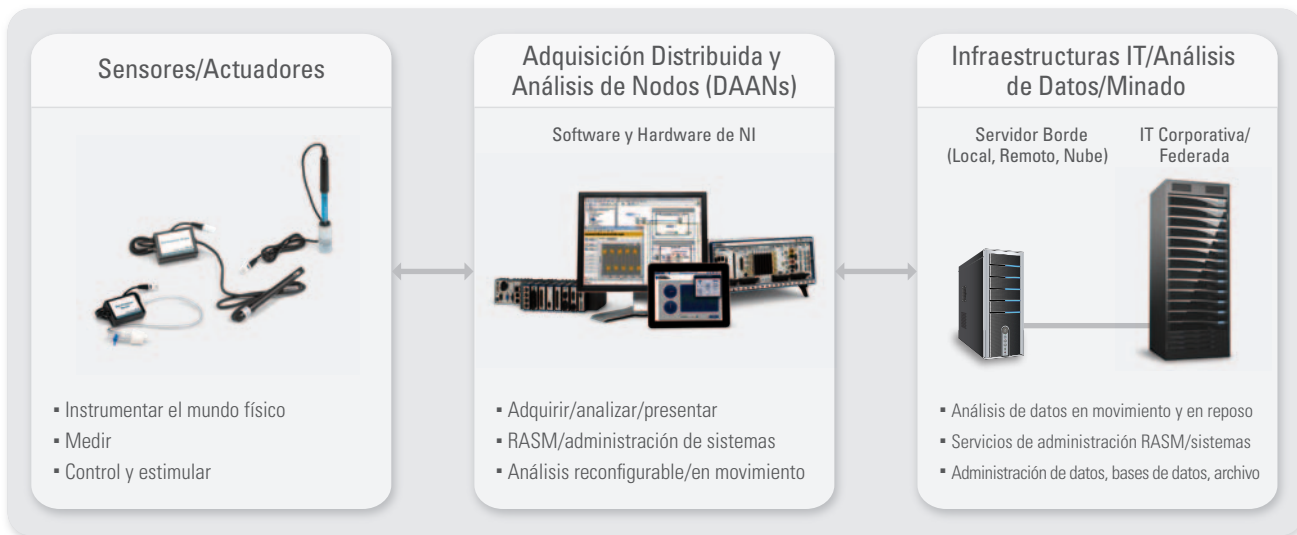 Sensores/Actuadores
▪ Instrumentar el mundo físico
▪ Medir
▪ Control y estimular
Adquisición Distribuida y
Análisis de Nodos (DAANs)
Software y Hardware de NI
▪ Adquirir/analizar/presentar
▪ RASM/administración de sistemas
▪ Análisis reconfigurable/en movimiento
Infraestructuras IT/Análisis
de Datos/Minado
Servidor Borde
(Local, Remoto, Nube)
IT Corporativa/
Federada
▪ Análisis de datos en movimiento y en reposo
▪ Servicios de administración RASM/sistemas
▪ Administración de datos, bases de datos, archivo